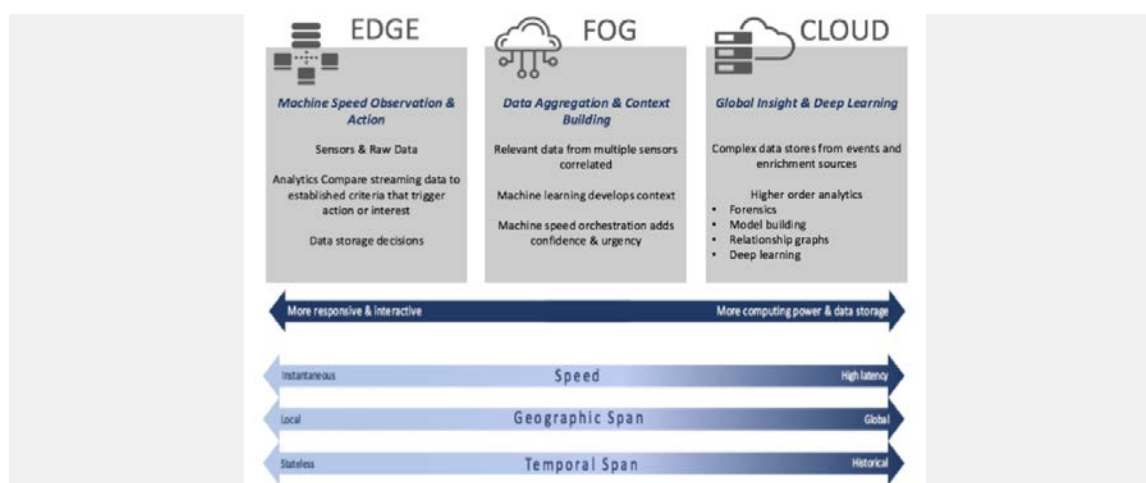 EDGE
FOG
CLOUD
Machine Speed Observation &
Action
Sensors & Raw Data
Analytics Compare streaming data to
established criteria that trigger
action or interest
Data storage decisions
Data Aggregation & Context
Building
Relevant data from multiple sensors
correlated
Machine learning develops context
Machine speed orchestration adds
confidence & urgency
Global Insight & Deep Learning
Complex data stores from events and
enrichment sources
Higher order analytics
• Forensics
• Model building
• Relationship graphs
• Deep learning
More responsive & interactive
More computing power & data storage
Instantaneous
Speed
High latency
Local
Geographic Span
Global
Stateless
Temporal Span
Historical